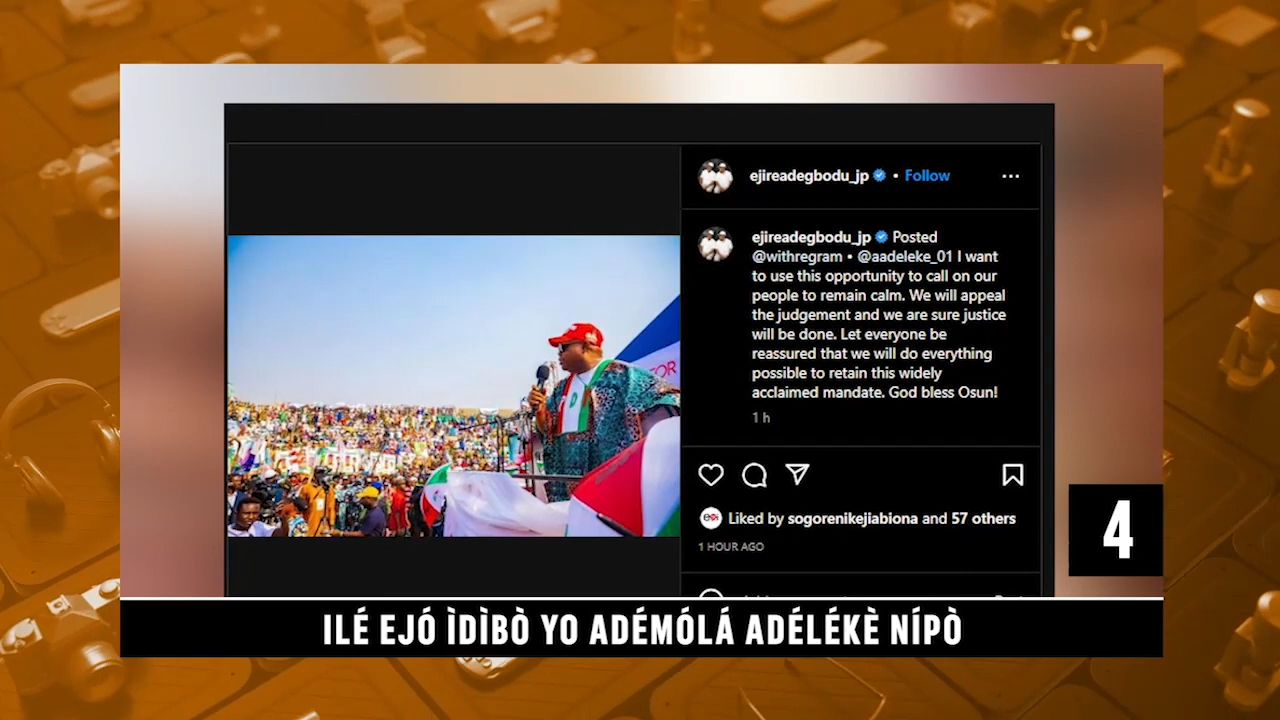 ejireadegbodu_jp • Follow
ejireadegbodu_jp Posted
@withregram • @aadeleke_01 I want
to use this opportunity to call on our
people to remain calm. We will appeal
the judgement and we are sure justice
will be done. Let everyone be
reassured that we will do everything
possible to retain this widely
acclaimed mandate. God bless Osun!
1 h
Liked by sogorenikejiabiona and 57 others
1 HOUR AGO
4
ILÉ EJÓ ÌDÌBÒ YO ADÉMÓLÁ ADÉLÉKÈ NÍPÒ